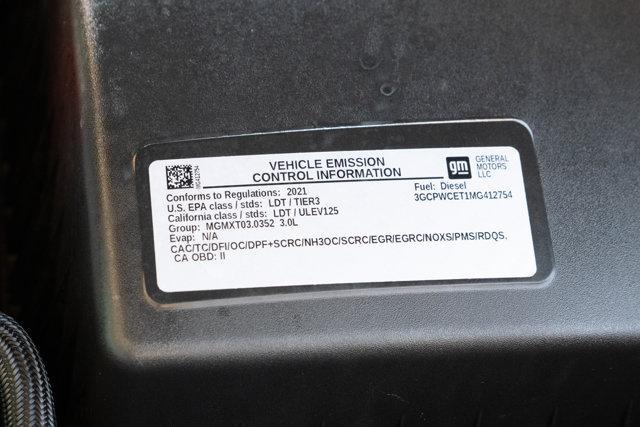 VEHICLE EMISSION
CONTROL INFORMATION
gm
GENERAL
MOTORS
LLC
MG412754
Conforms to Regulations: 2021
U.S. EPA class / stds: LDT / TIER3
California class / stds: LDT / ULEV125
Group: MGMXT03.0352 3.0L
Evap: N/A
Fuel: Diesel
3GCPWCET1MG412754
CAC/TC/DFI/OC/DPF+SCRC/NH3OC/SCRC/EGR/EGRC/NOXS/PMS/RDQS,
CA OBD: II